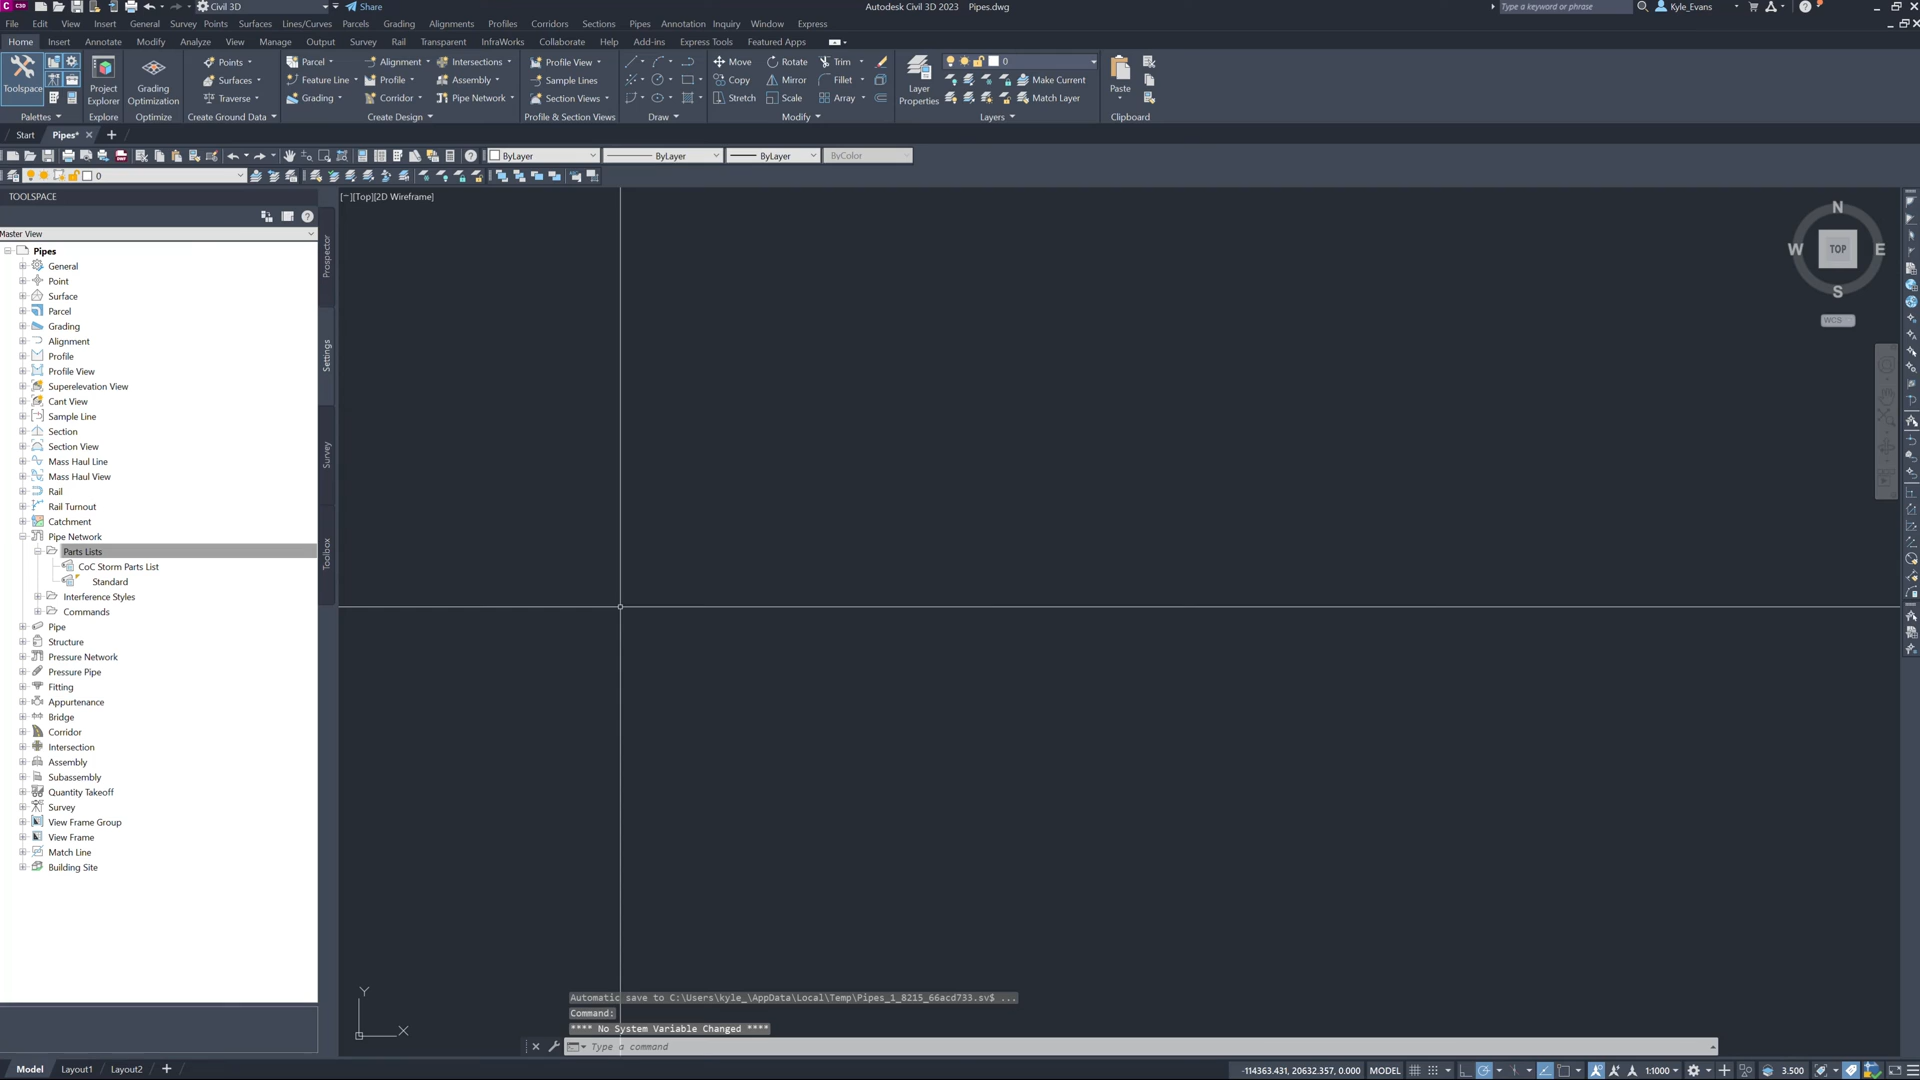 C3D
Civil 3D
Share
Autodesk Civil 3D 2023 Pipes.dwg
Type a keyword or phrase
Kyle_Evans
File Edit View Insert General Survey Points Surfaces Lines/Curves Parcels Grading Alignments Profiles Corridors Sections Pipes Annotation Inquiry Window Express
Home Insert Annotate Modify Analyze View Manage Output Survey Rail Transparent InfraWorks Collaborate Help Add-ins Express Tools Featured Apps
Points Parcel Alignment Intersections Profile View Move Rotate Trim 0
Toolspace Project Explorer Grading Optimization Surfaces Feature Line Profile Assembly Sample Lines Copy Mirror Fillet Layer Properties Make Current Paste
Traverse Grading Corridor Pipe Network Section Views Stretch Scale Array Match Layer
Palettes Explore Optimize Create Ground Data Create Design Profile & Section Views Draw Modify Layers Clipboard
Start Pipes*
ByLayer ByLayer ByLayer ByColor
0
TOOLSPACE
[−][Top][2D Wireframe]
Master View
Pipes
General
Point
Surface
Parcel
Grading
Alignment
Profile
Profile View
Superelevation View
Cant View
Sample Line
Section
Section View
Mass Haul Line
Mass Haul View
Rail
Rail Turnout
Catchment
Pipe Network
Parts Lists
CoC Storm Parts List
Standard
Interference Styles
Commands
Pipe
Structure
Pressure Network
Pressure Pipe
Fitting
Appurtenance
Bridge
Corridor
Intersection
Assembly
Subassembly
Quantity Takeoff
Survey
View Frame Group
View Frame
Match Line
Building Site
Prospector
Settings
Survey
Toolbox
N
W TOP E
S
WCS
Y
X
Automatic save to C:\Users\kyle_\AppData\Local\Temp\Pipes_1_8215_66acd733.sv$ ...
Command:
**** No System Variable Changed ****
Type a command
Model Layout1 Layout2
-114363.431, 20632.357, 0.000 MODEL 1:1000 3.500